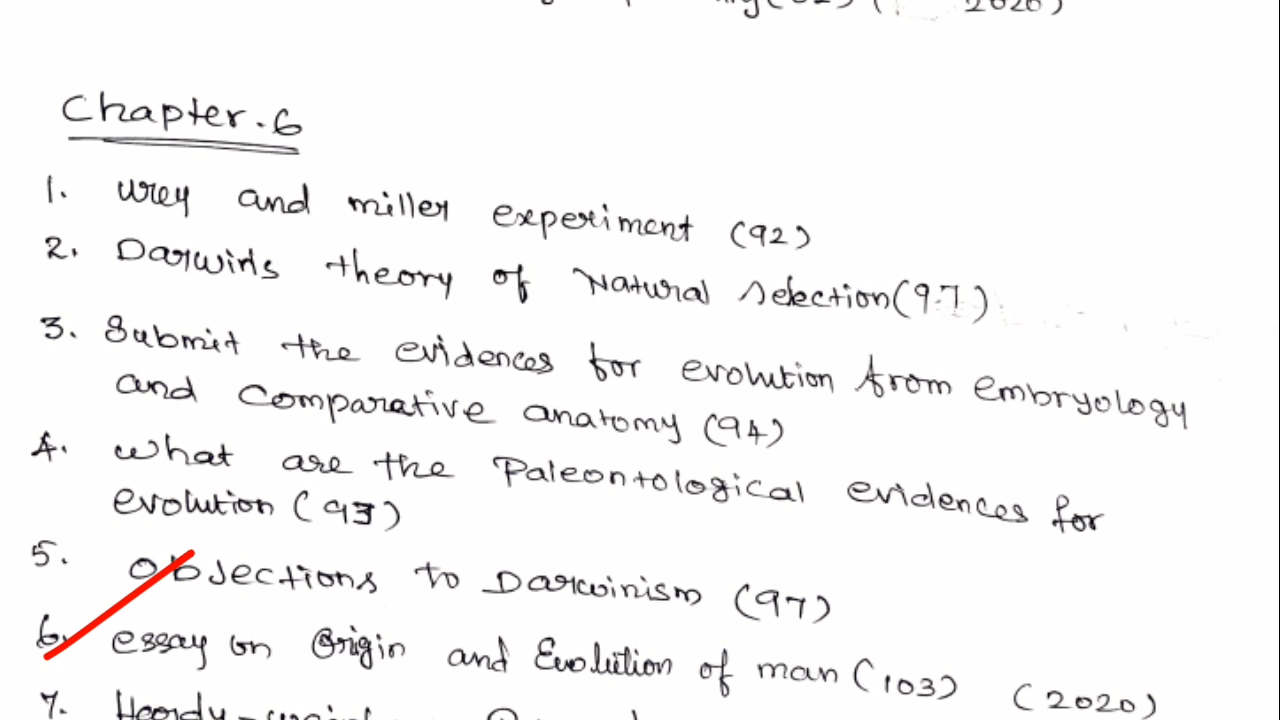 2020)
Chapter.6
1. Urey and miller experiment (92)
2. Darwin's theory of Natural selection(97)
3. Submit the evidences for evolution from embryology
and Comparative anatomy (94)
4. What are the Paleontological evidences for
evolution (93)
5. Objections to Darwinism (97)
6. essay on Origin and Evolution of man (103) (2020)
7.